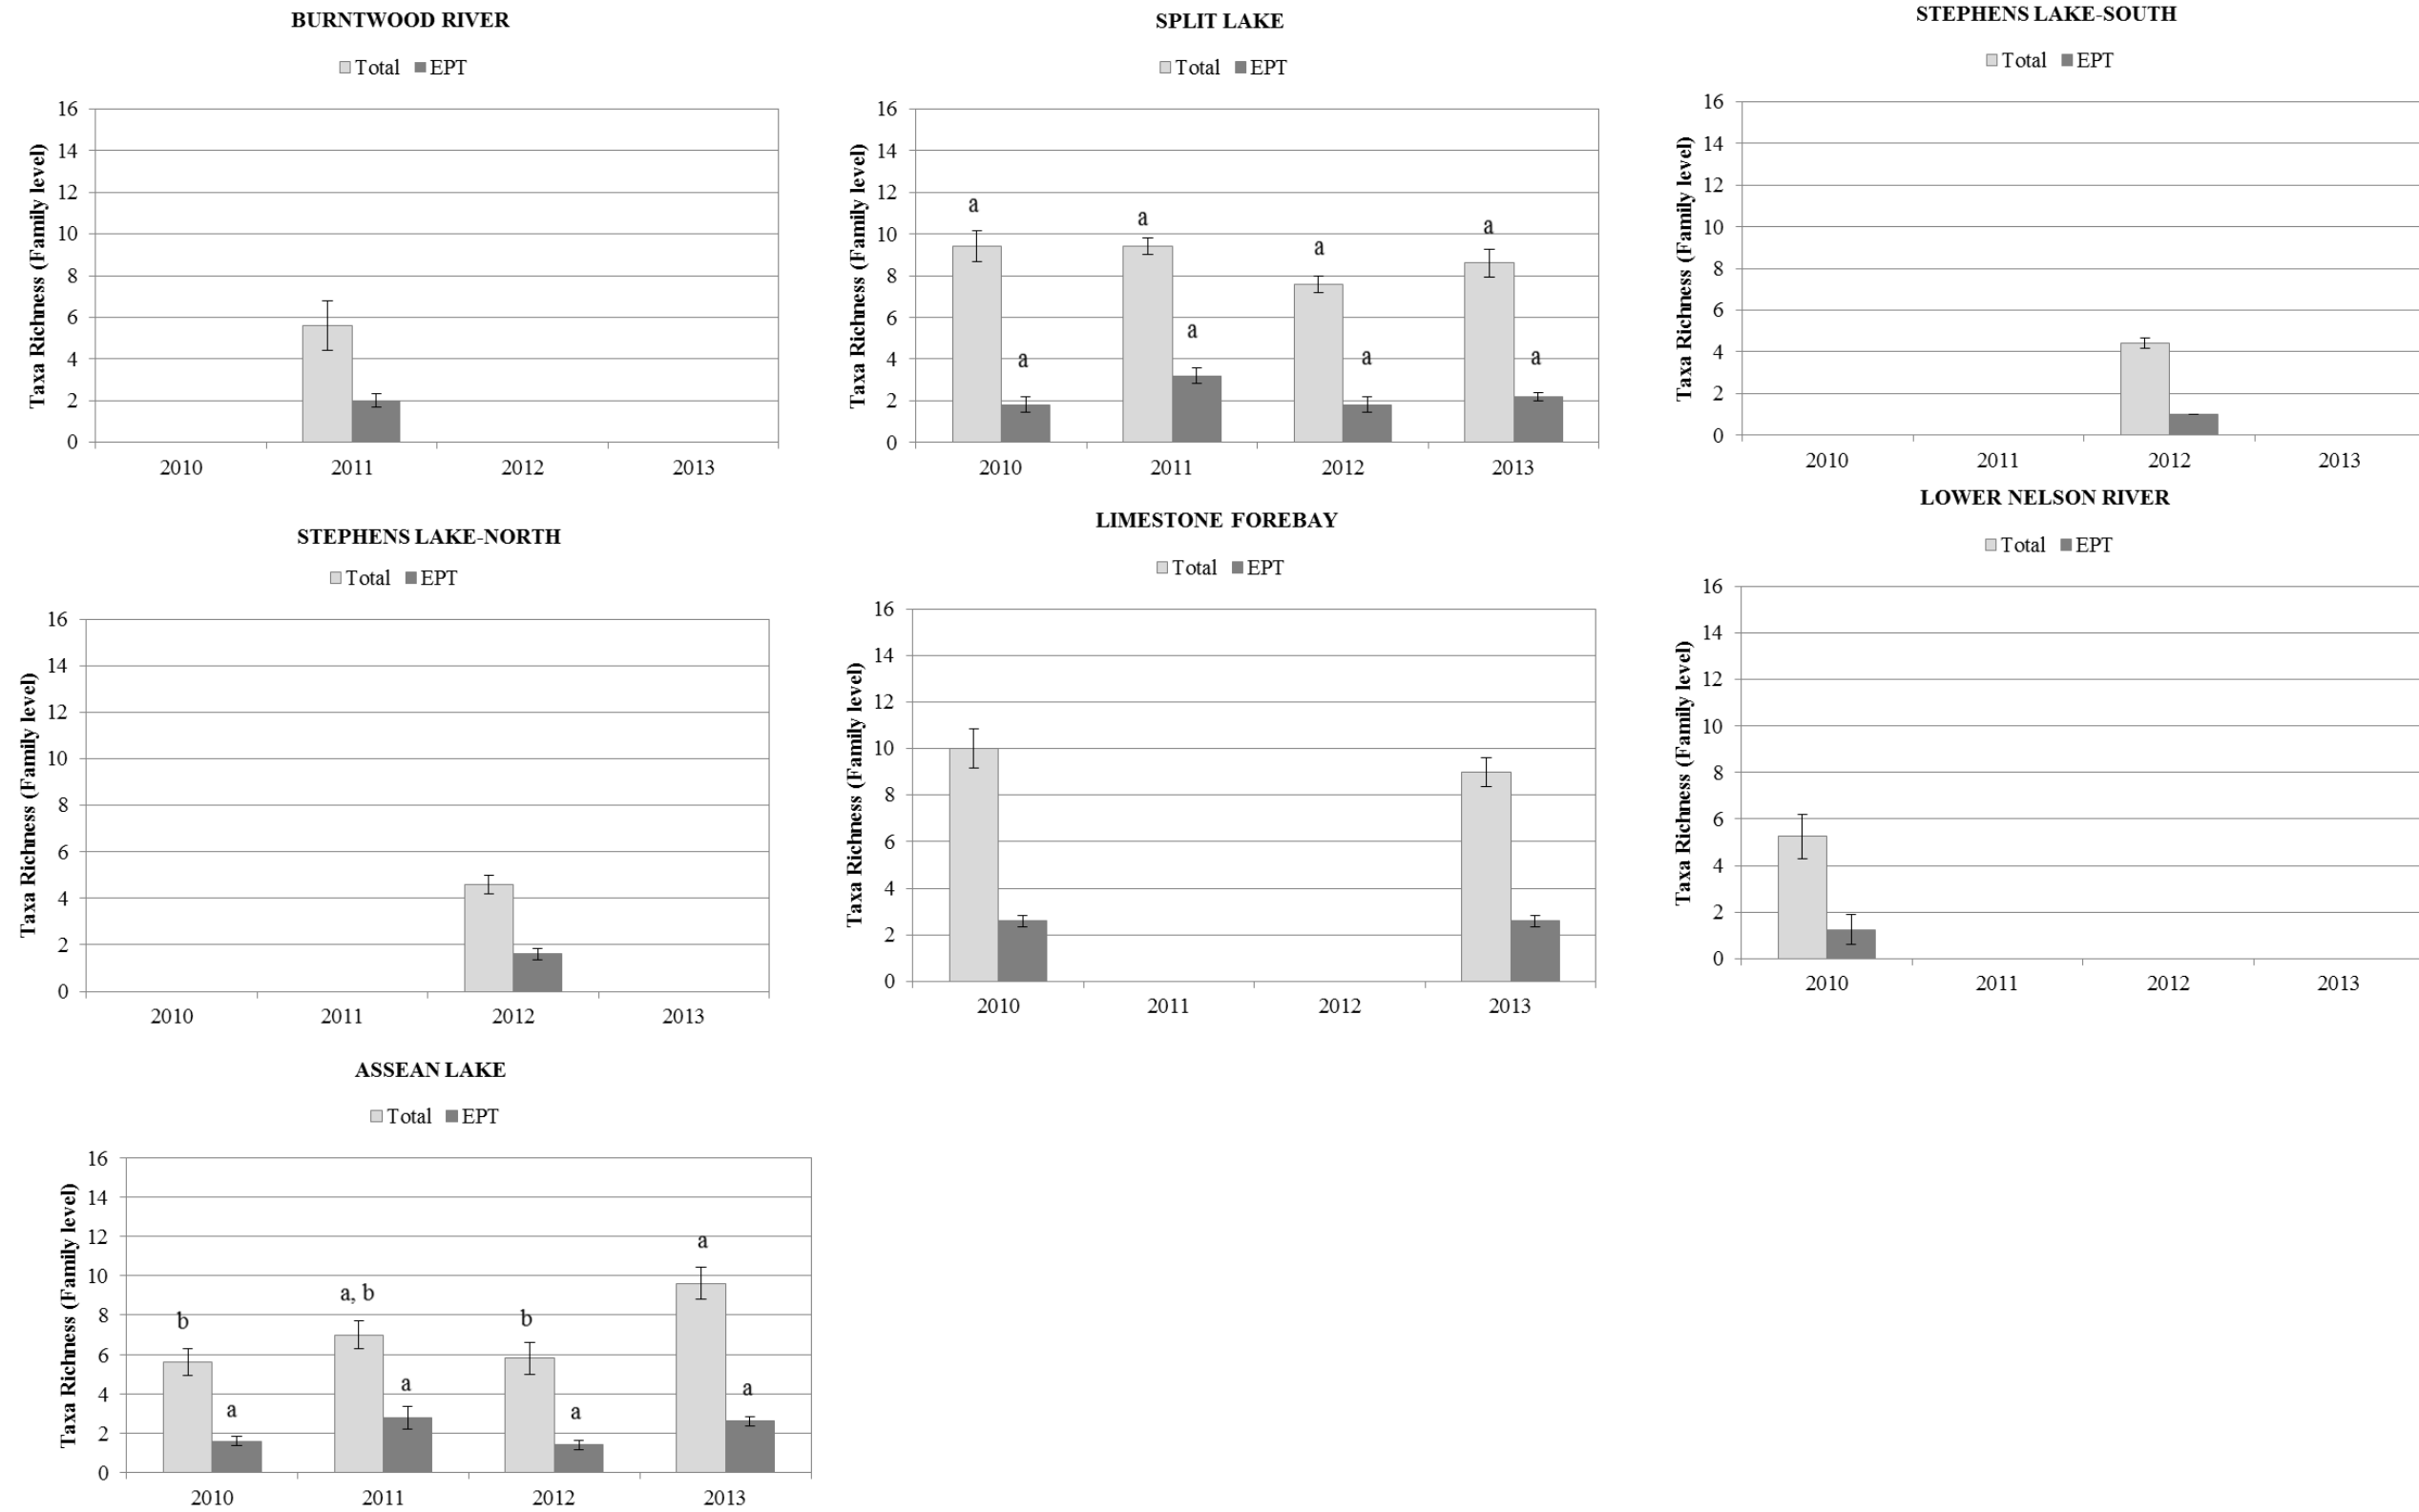 BURNTWOOD RIVER
Total EPT
Taxa Richness (Family level)
16
14
12
10
8
6
4
2
0
2010 2011 2012 2013
SPLIT LAKE
Total EPT
Taxa Richness (Family level)
16
14
12
10
8
6
4
2
0
a a a a
a a a a
2010 2011 2012 2013
STEPHENS LAKE-SOUTH
Total EPT
Taxa Richness (Family level)
16
14
12
10
8
6
4
2
0
2010 2011 2012 2013
STEPHENS LAKE-NORTH
Total EPT
Taxa Richness (Family level)
16
14
12
10
8
6
4
2
0
2010 2011 2012 2013
LIMESTONE FOREBAY
Total EPT
Taxa Richness (Family level)
16
14
12
10
8
6
4
2
0
2010 2011 2012 2013
LOWER NELSON RIVER
Total EPT
Taxa Richness (Family level)
16
14
12
10
8
6
4
2
0
2010 2011 2012 2013
ASSEAN LAKE
Total EPT
Taxa Richness (Family level)
16
14
12
10
8
6
4
2
0
b a, b b a
a a a a
2010 2011 2012 2013